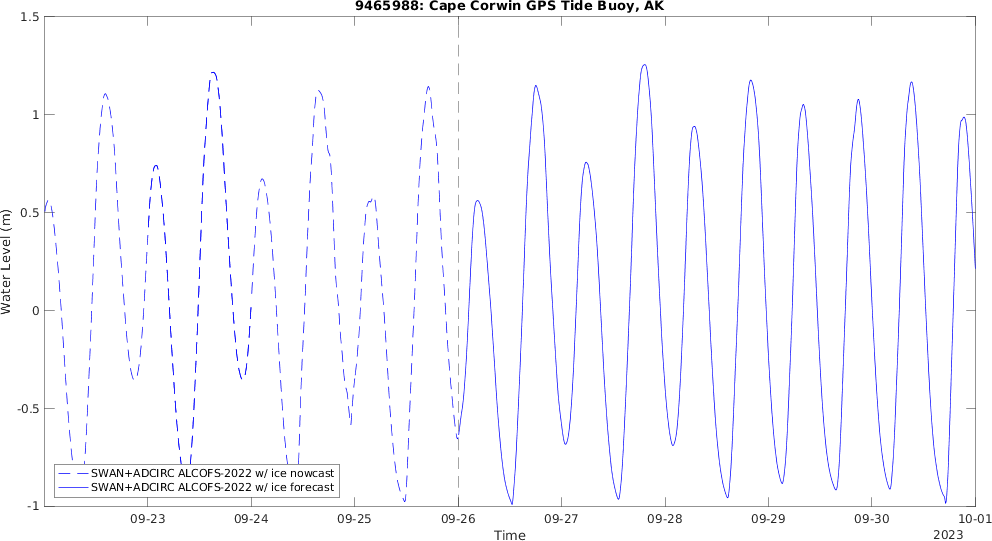 9465988: Cape Corwin GPS Tide Buoy, AK
1.5
1
0.5
0
-0.5
-1
Water Level (m)
SWAN+ADCIRC ALCOFS-2022 w/ ice nowcast
SWAN+ADCIRC ALCOFS-2022 w/ ice forecast
09-23 09-24 09-25 09-26 09-27 09-28 09-29 09-30 10-01
Time
2023